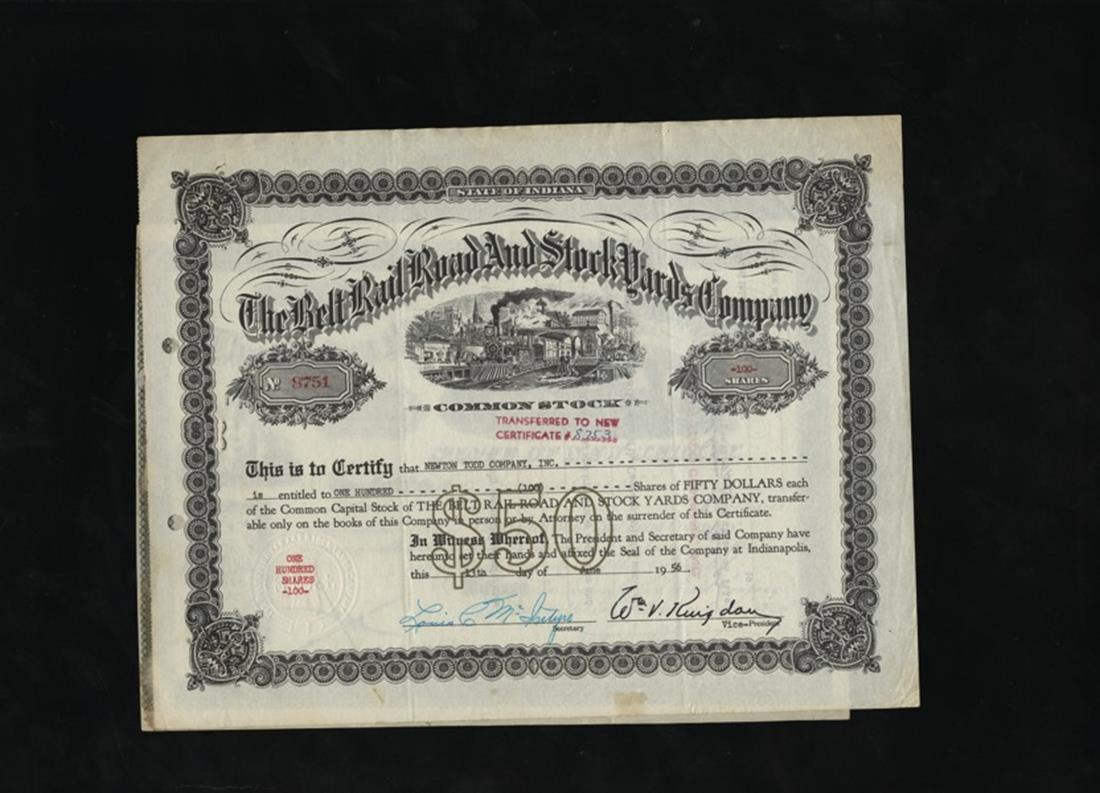 STATE OF INDIANA
The Belt Rail Road And Stock Yards Company
No 8751
-100-
SHARES
COMMON STOCK
TRANSFERRED TO NEW
CERTIFICATE # 8753
This is to Certify that NEWTON TODD COMPANY, INC.
is entitled to ONE HUNDRED (100) Shares of FIFTY DOLLARS each
of the Common Capital Stock of THE BELT RAIL ROAD AND STOCK YARDS COMPANY, transfer-
able only on the books of this Company in person or by Attorney on the surrender of this Certificate.
$50
In Witness Whereof, The President and Secretary of said Company have
hereunto set their hands and affixed the Seal of the Company at Indianapolis,
this day of June 1956.
ONE
HUNDRED
SHARES
-100-
Louis C. McIntyre
Secretary
Wm V.
Vice-President